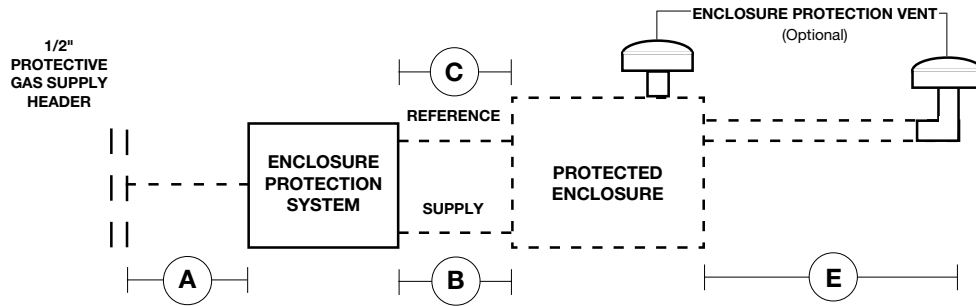 ENCLOSURE PROTECTION VENT
(Optional)
1/2"
PROTECTIVE
GAS SUPPLY
HEADER
C
REFERENCE
ENCLOSURE
PROTECTION
SYSTEM
PROTECTED
ENCLOSURE
SUPPLY
A
B
E